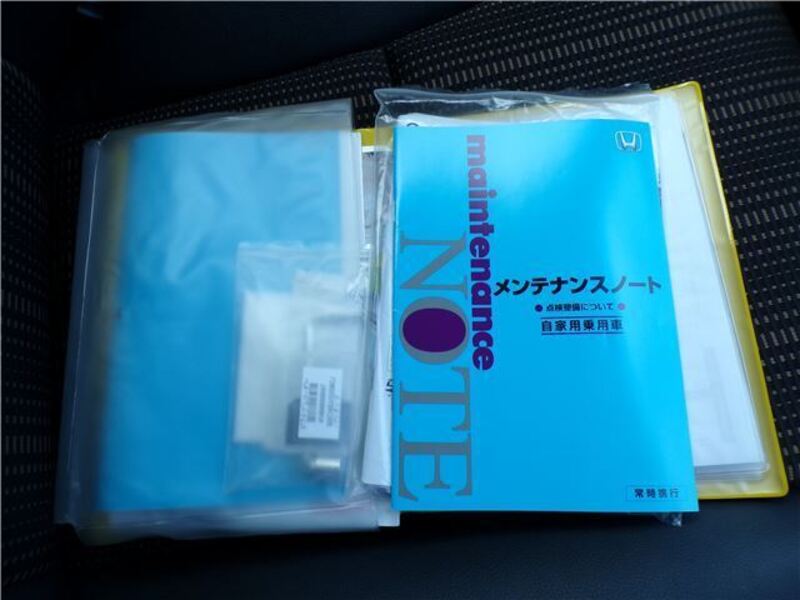 maintenance
NOTE
メンテナンスノート
●点検整備について●
自家用乗用車
常時携行